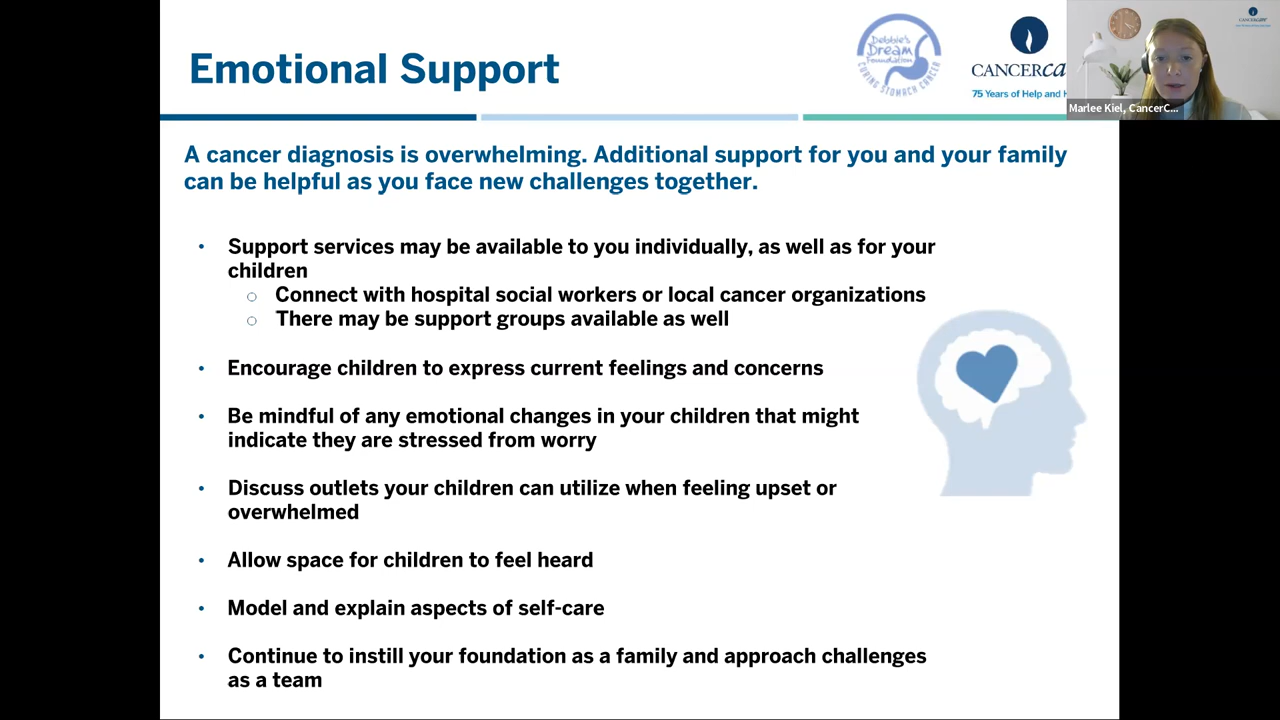 Emotional Support
Debbie's
Dream
Foundation
CURING STOMACH CANCER
CANCERca
75 Years of Help and H
CANCERcare
Marlee Kiel, CancerC...
A cancer diagnosis is overwhelming. Additional support for you and your family
can be helpful as you face new challenges together.
• Support services may be available to you individually, as well as for your
children
○ Connect with hospital social workers or local cancer organizations
○ There may be support groups available as well
• Encourage children to express current feelings and concerns
• Be mindful of any emotional changes in your children that might
indicate they are stressed from worry
• Discuss outlets your children can utilize when feeling upset or
overwhelmed
• Allow space for children to feel heard
• Model and explain aspects of self-care
• Continue to instill your foundation as a family and approach challenges
as a team